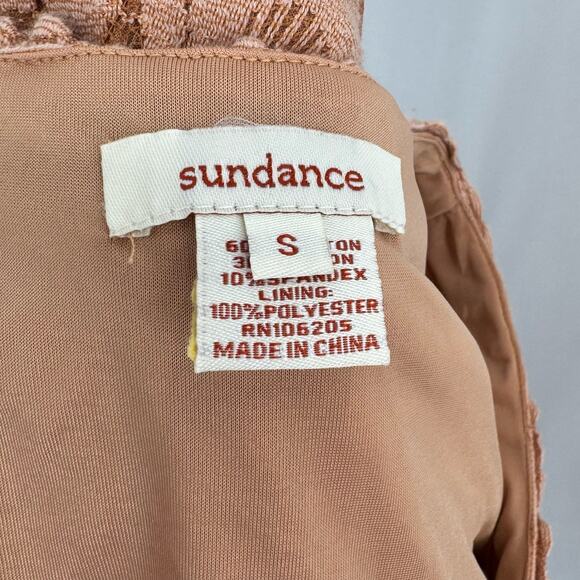 sundance
S
10%SPANDEX
LINING:
100%POLYESTER
RN106205
MADE IN CHINA